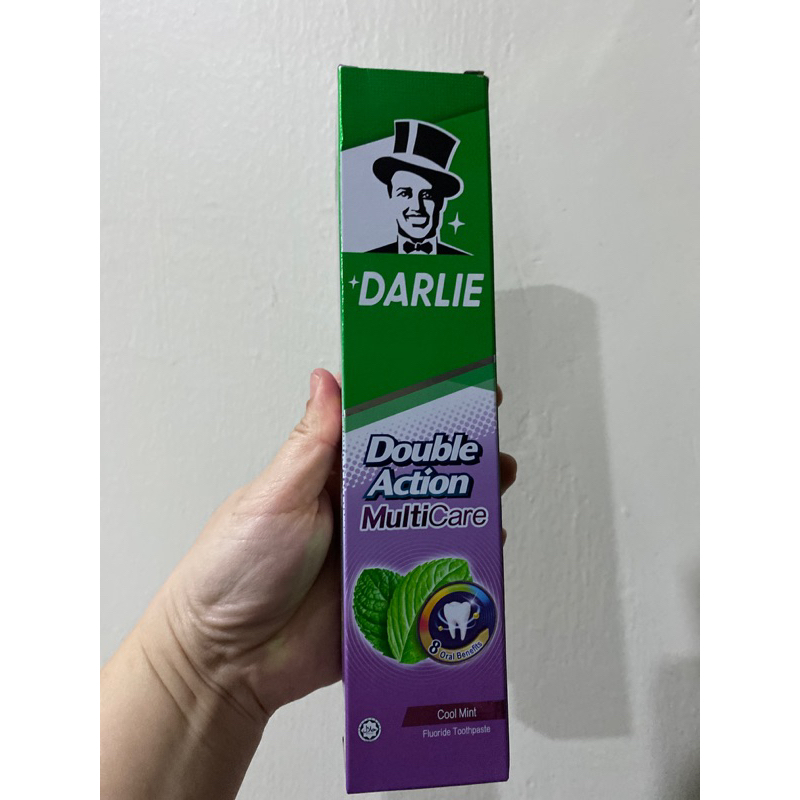 DARLIE
Double
Action
MultiCare
8 Oral Benefits
Cool Mint
Fluoride Toothpaste